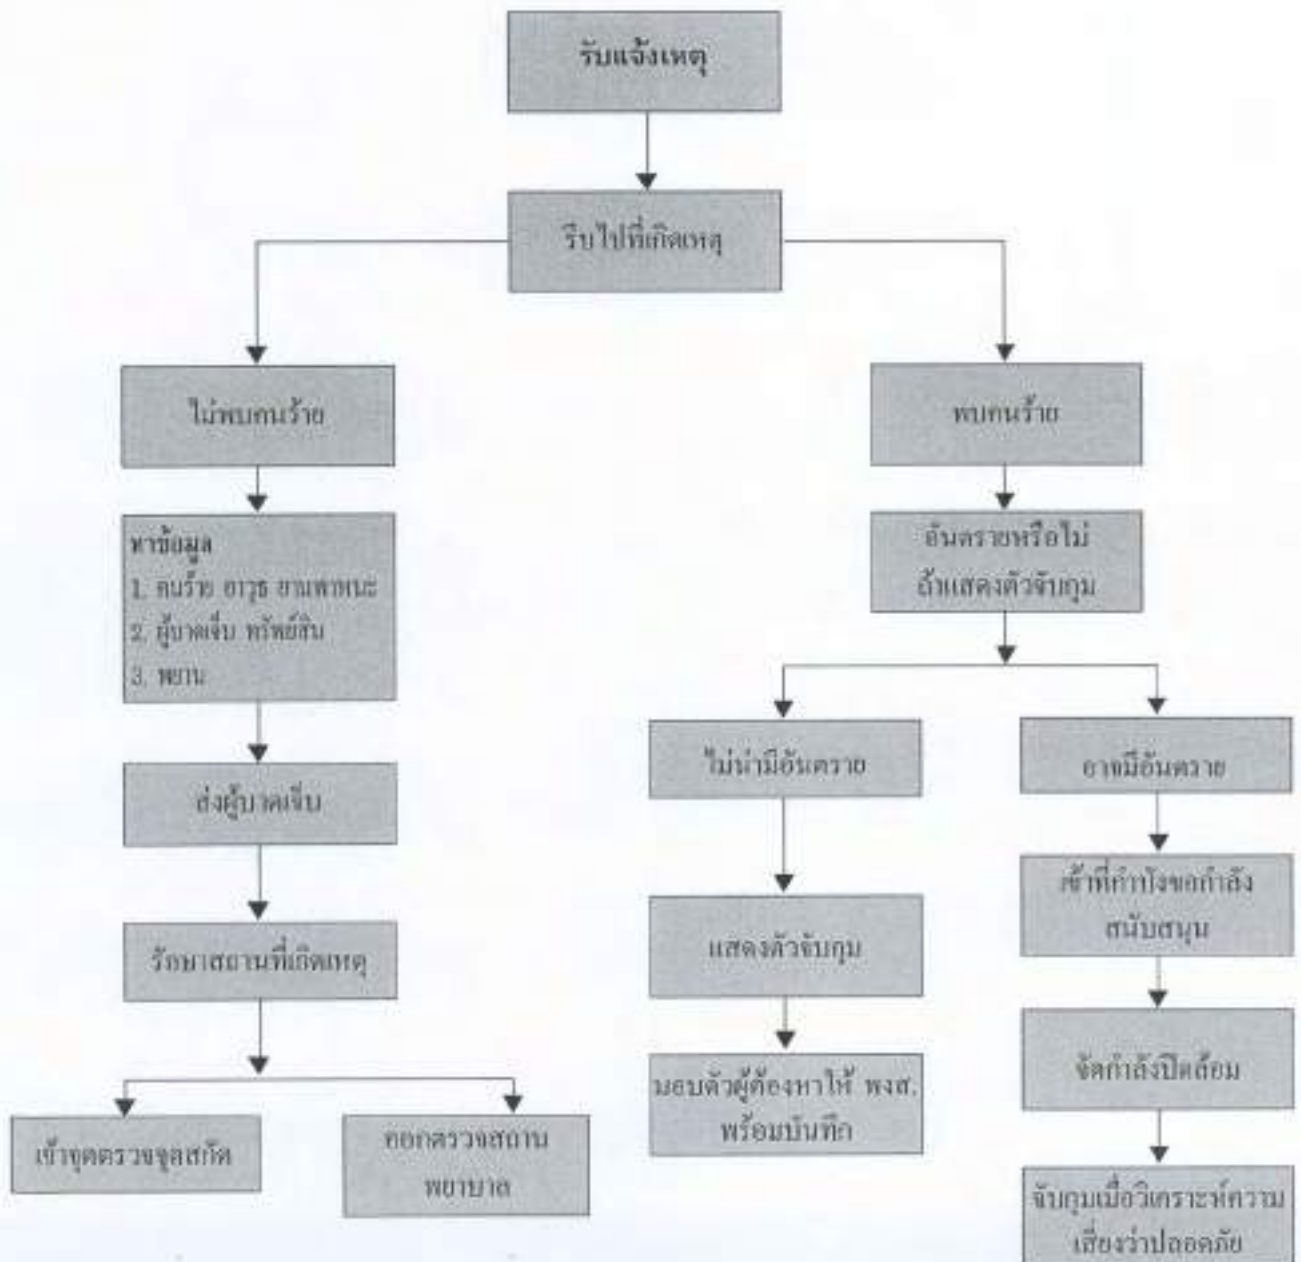 รับแจ้งเหตุ
รีบไปที่เกิดเหตุ
ไม่พบคนร้าย
หาข้อมูล
1. คนร้าย อาวุธ ยานพาหนะ
2. ผู้บาดเจ็บ ทรัพย์สิน
3. พยาน
ส่งผู้บาดเจ็บ
รักษาสถานที่เกิดเหตุ
เข้าจุดตรวจจุดสกัด
ออกตรวจสถาน
พยาบาล
พบคนร้าย
อันตรายหรือไม่
ถ้าแสดงตัวจับกุม
ไม่น่ามีอันตราย
แสดงตัวจับกุม
มอบตัวผู้ต้องหาให้ พงส.
พร้อมบันทึก
อาจมีอันตราย
เข้าที่กำบังขอกำลัง
สนับสนุน
จัดกำลังปิดล้อม
จับกุมเมื่อวิเคราะห์ความ
เสี่ยงว่าปลอดภัย